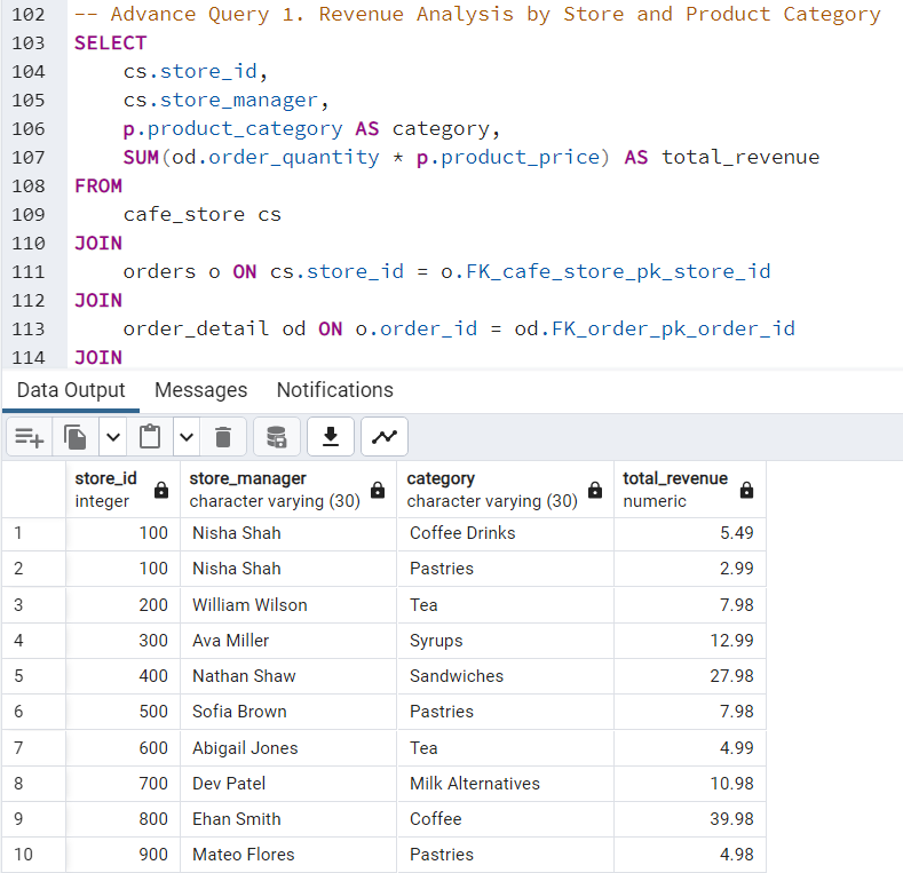 102 -- Advance Query 1. Revenue Analysis by Store and Product Category
103 SELECT
104 cs.store_id,
105 cs.store_manager,
106 p.product_category AS category,
107 SUM(od.order_quantity * p.product_price) AS total_revenue
108 FROM
109 cafe_store cs
110 JOIN
111 orders o ON cs.store_id = o.FK_cafe_store_pk_store_id
112 JOIN
113 order_detail od ON o.order_id = od.FK_order_pk_order_id
114 JOIN
Data Output Messages Notifications
store_id store_manager category total_revenue
integer character varying (30) character varying (30) numeric
1 100 Nisha Shah Coffee Drinks 5.49
2 100 Nisha Shah Pastries 2.99
3 200 William Wilson Tea 7.98
4 300 Ava Miller Syrups 12.99
5 400 Nathan Shaw Sandwiches 27.98
6 500 Sofia Brown Pastries 7.98
7 600 Abigail Jones Tea 4.99
8 700 Dev Patel Milk Alternatives 10.98
9 800 Ehan Smith Coffee 39.98
10 900 Mateo Flores Pastries 4.98